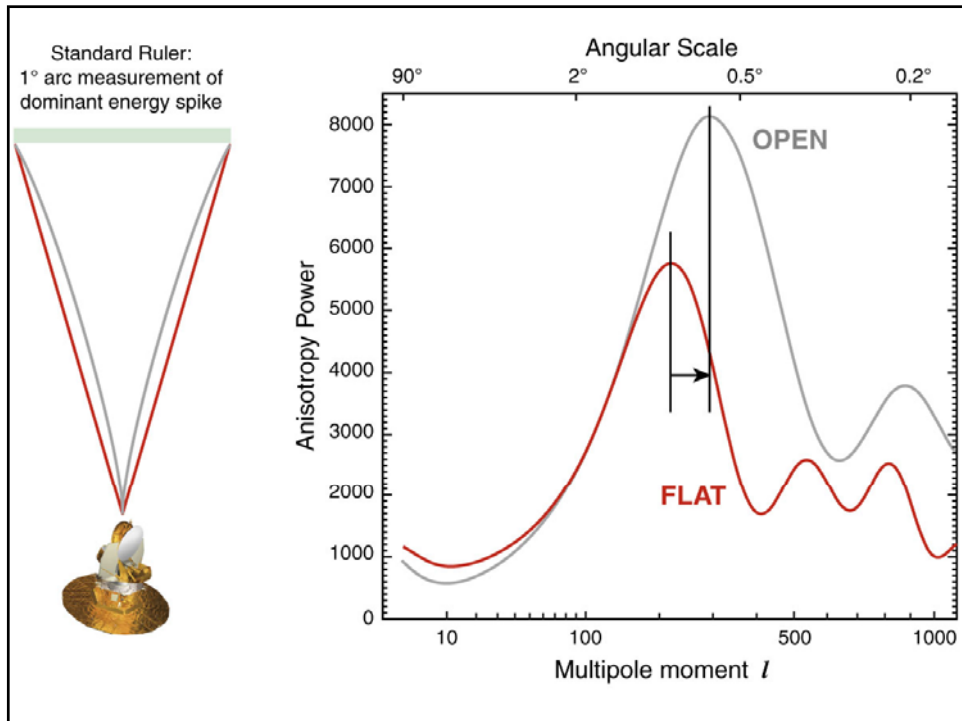 Standard Ruler:
1° arc measurement of
dominant energy spike
Angular Scale
90° 2° 0.5° 0.2°
8000
7000
6000
5000
4000
3000
2000
1000
0
Anisotropy Power
OPEN
FLAT
10 100 500 1000
Multipole moment l